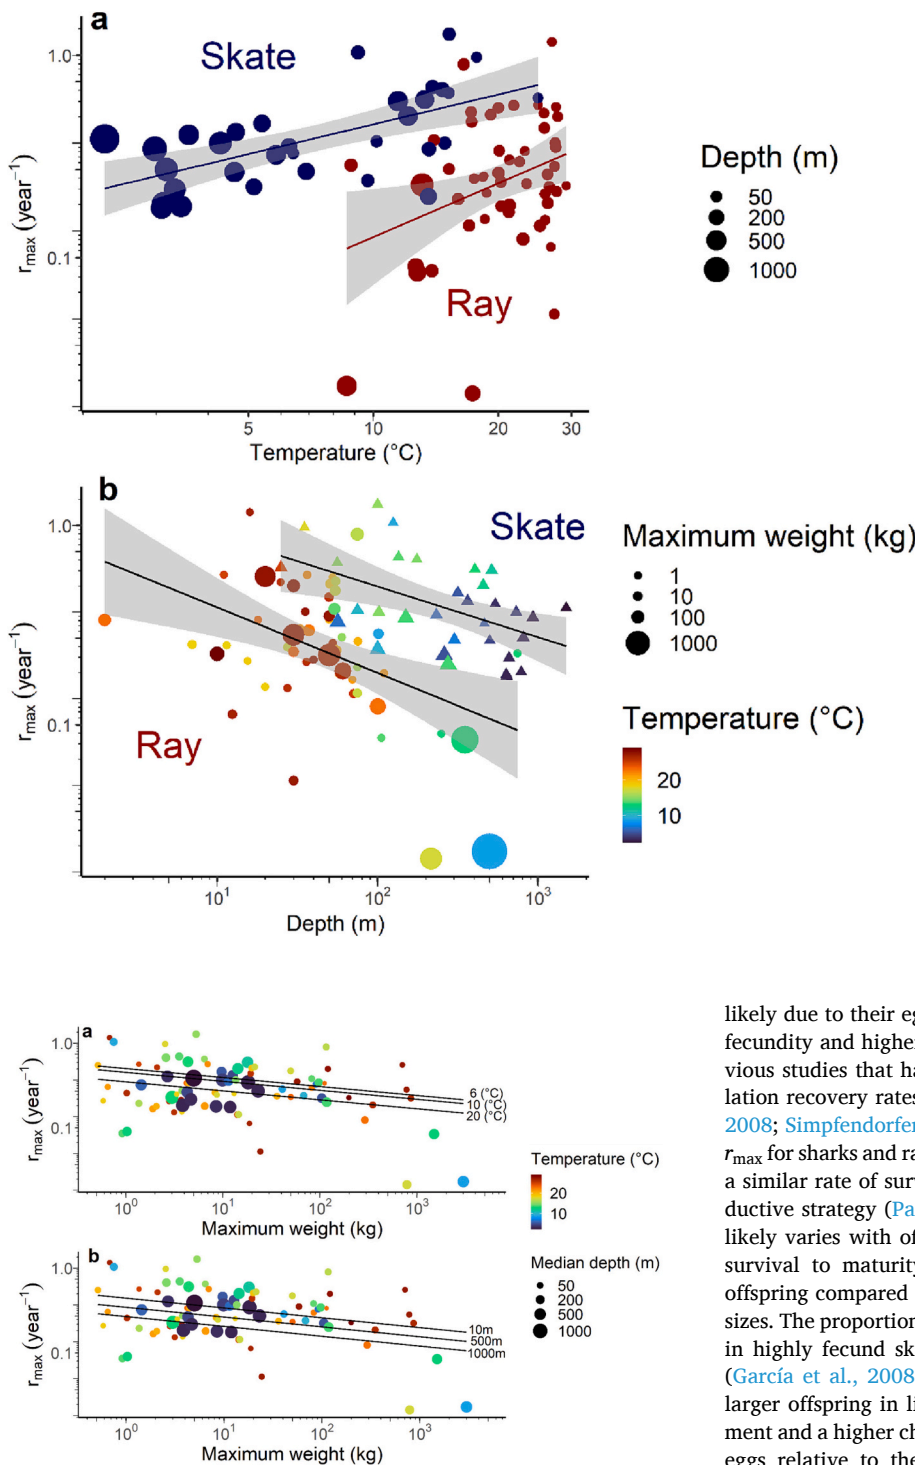 a
Skate
Ray
1.0
0.1
rmax (year−1)
5
10
20
30
Temperature (°C)
Depth (m)
50
200
500
1000
b
Skate
Ray
1.0
0.1
rmax (year−1)
10¹
10²
10³
Depth (m)
Maximum weight (kg)
1
10
100
1000
Temperature (°C)
20
10
a
1.0
0.1
rmax (year−1)
6 (°C)
10 (°C)
20 (°C)
10⁰
10¹
10²
10³
Maximum weight (kg)
Temperature (°C)
20
10
b
1.0
0.1
rmax (year−1)
10m
500m
1000m
10⁰
10¹
10²
10³
Maximum weight (kg)
Median depth (m)
50
200
500
1000
likely due to their eg
fecundity and higher
vious studies that ha
lation recovery rates
2008; Simpfendorfer
rmax for sharks and ra
a similar rate of surv
ductive strategy (Pa
likely varies with of
survival to maturity
offspring compared
sizes. The proportion
in highly fecund sk
(García et al., 2008
larger offspring in li
ment and a higher ch
eggs relative to the